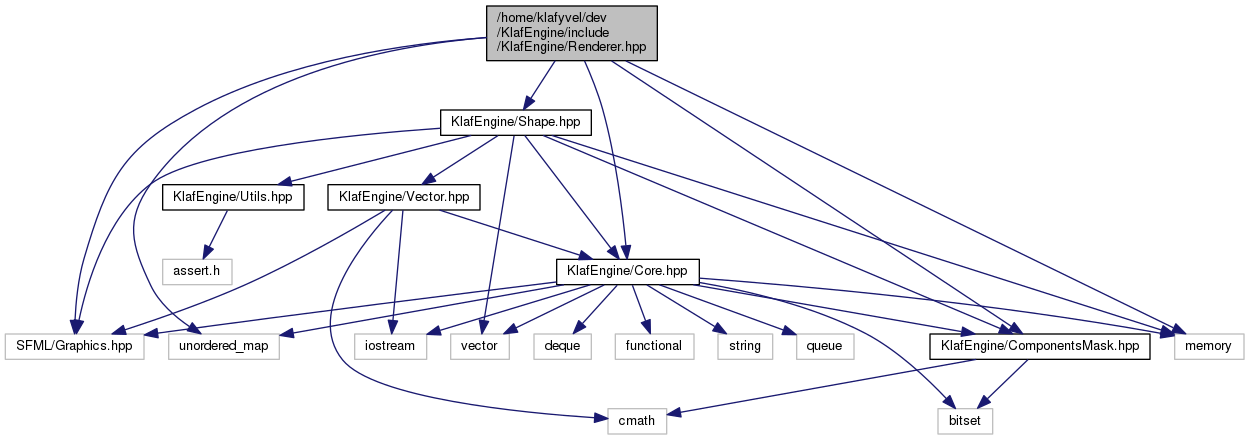 /home/klafyvel/dev
/KlafEngine/include
/KlafEngine/Renderer.hpp
KlafEngine/Shape.hpp
KlafEngine/Utils.hpp
KlafEngine/Vector.hpp
assert.h
KlafEngine/Core.hpp
SFML/Graphics.hpp
unordered_map
iostream
vector
deque
functional
string
queue
KlafEngine/ComponentsMask.hpp
memory
cmath
bitset